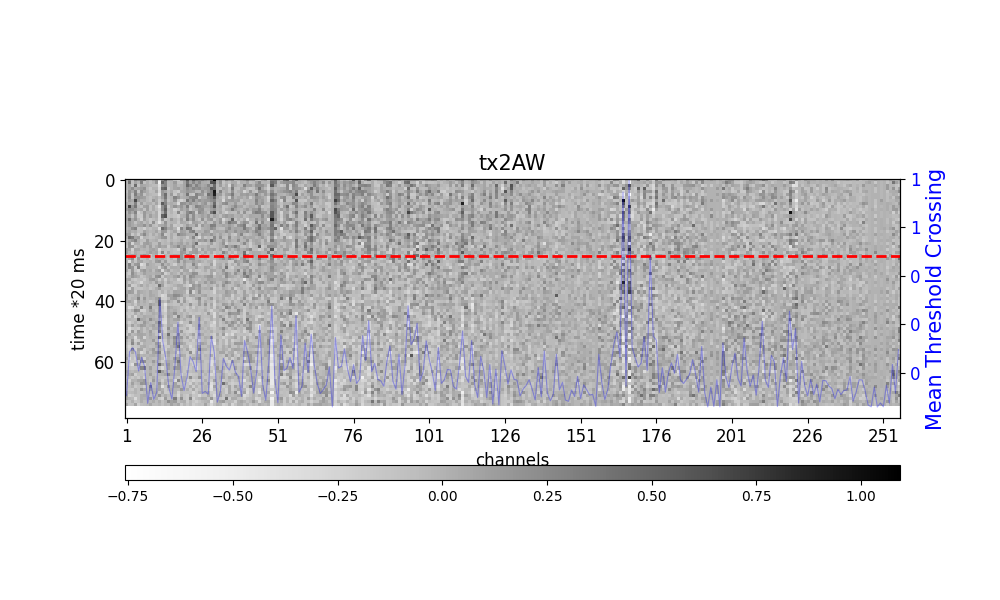 tx2AW
0
20
40
60
time *20 ms
1
1
0
0
0
Mean Threshold Crossing
1 26 51 76 101 126 151 176 201 226 251
channels
−0.75 −0.50 −0.25 0.00 0.25 0.50 0.75 1.00